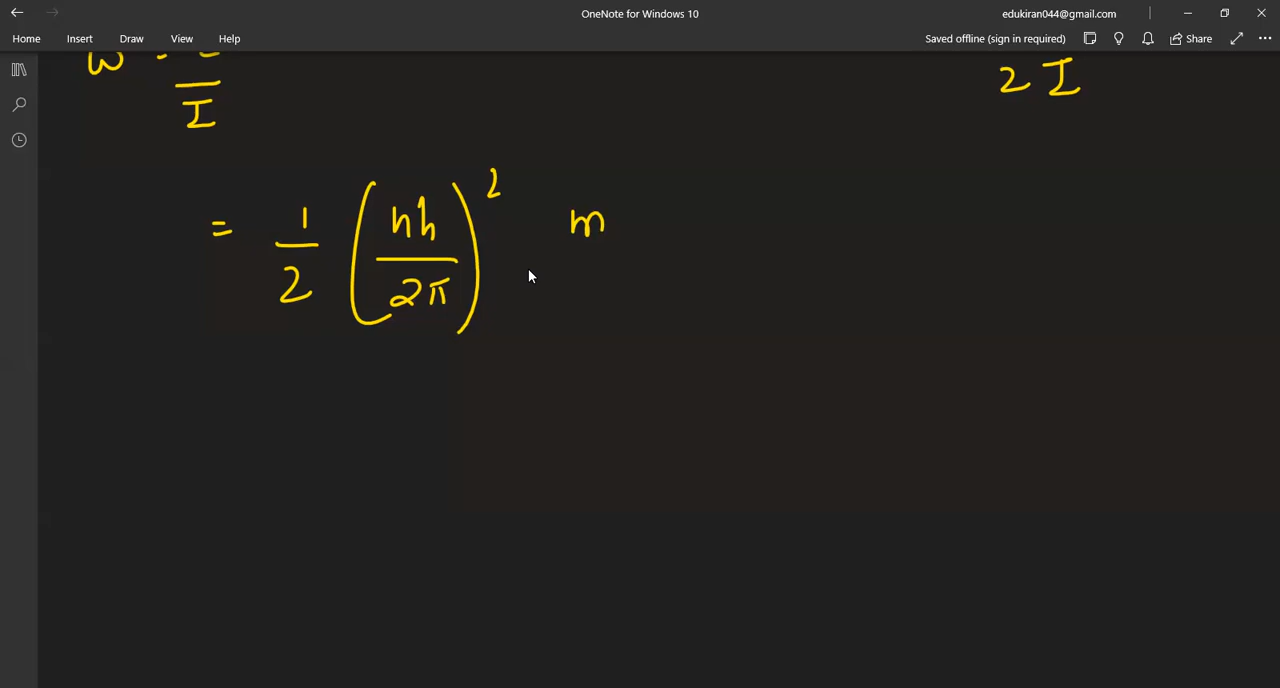 OneNote for Windows 10
edukiran044@gmail.com
Home Insert Draw View Help
Saved offline (sign in required)
Share
ω
I
2 I
= 1/2 (nh/2π)² m